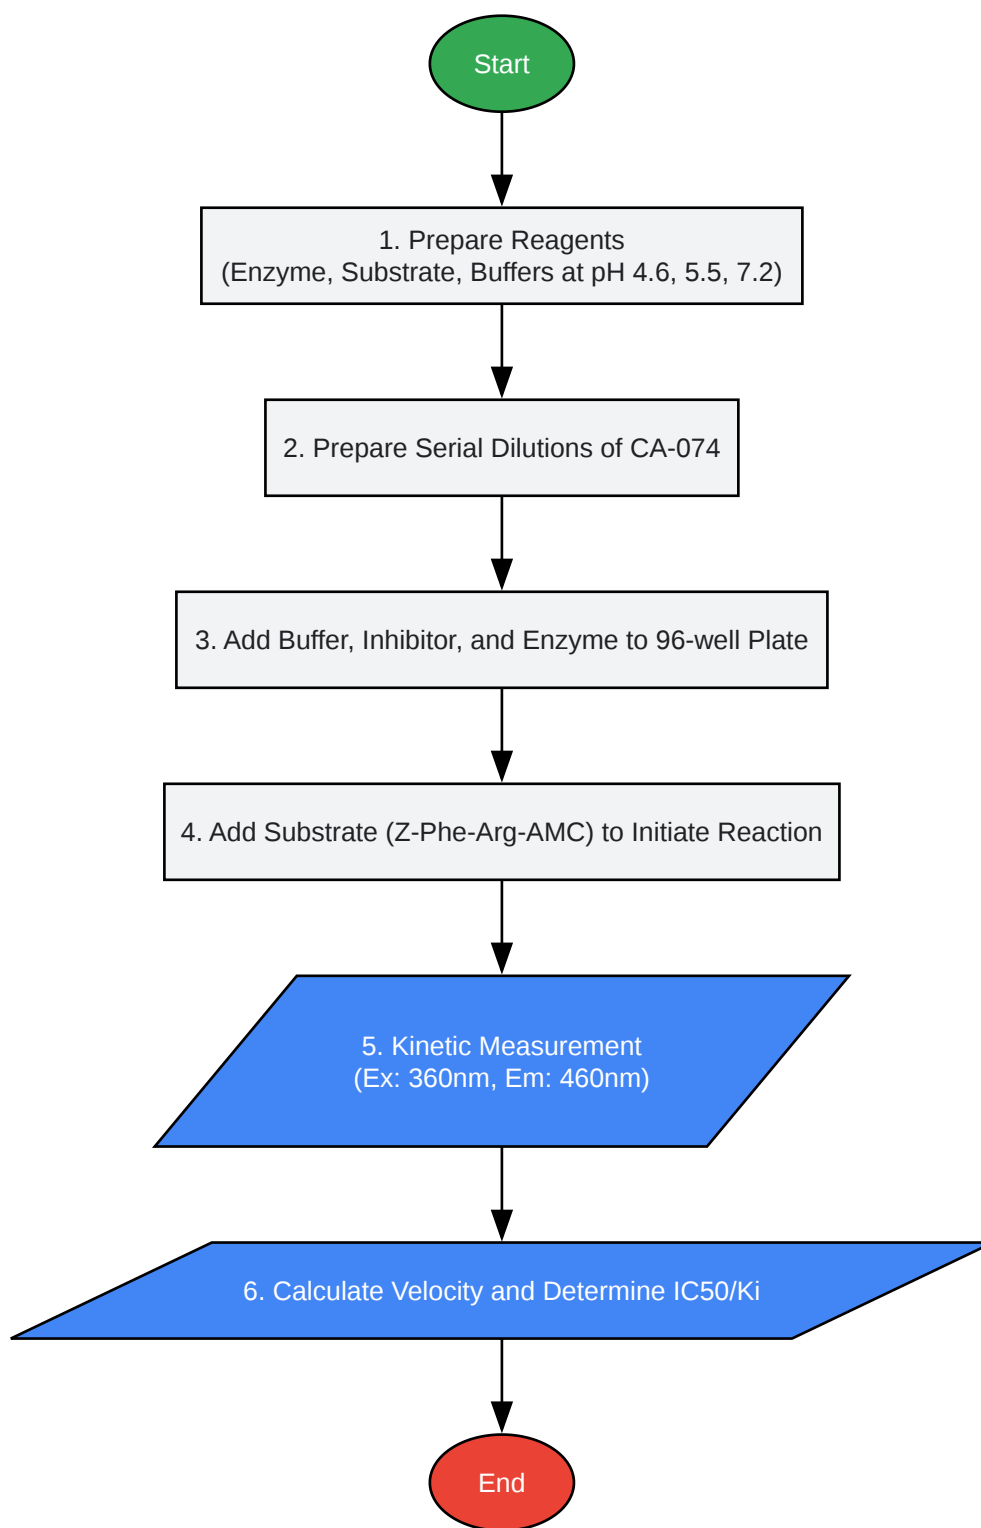 Start
1. Prepare Reagents
(Enzyme, Substrate, Buffers at pH 4.6, 5.5, 7.2)
2. Prepare Serial Dilutions of CA-074
3. Add Buffer, Inhibitor, and Enzyme to 96-well Plate
4. Add Substrate (Z-Phe-Arg-AMC) to Initiate Reaction
5. Kinetic Measurement
(Ex: 360nm, Em: 460nm)
6. Calculate Velocity and Determine IC50/Ki
End